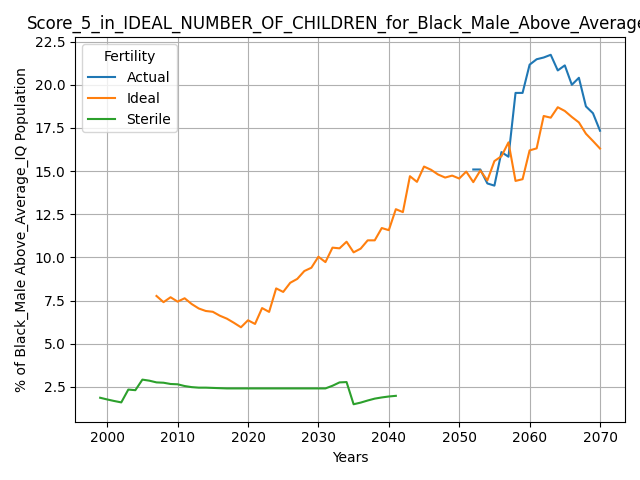 Score_5_in_IDEAL_NUMBER_OF_CHILDREN_for_Black_Male_Above_Average
Fertility
Actual
Ideal
Sterile
% of Black_Male Above_Average_IQ Population
22.5
20.0
17.5
15.0
12.5
10.0
7.5
5.0
2.5
2000 2010 2020 2030 2040 2050 2060 2070
Years